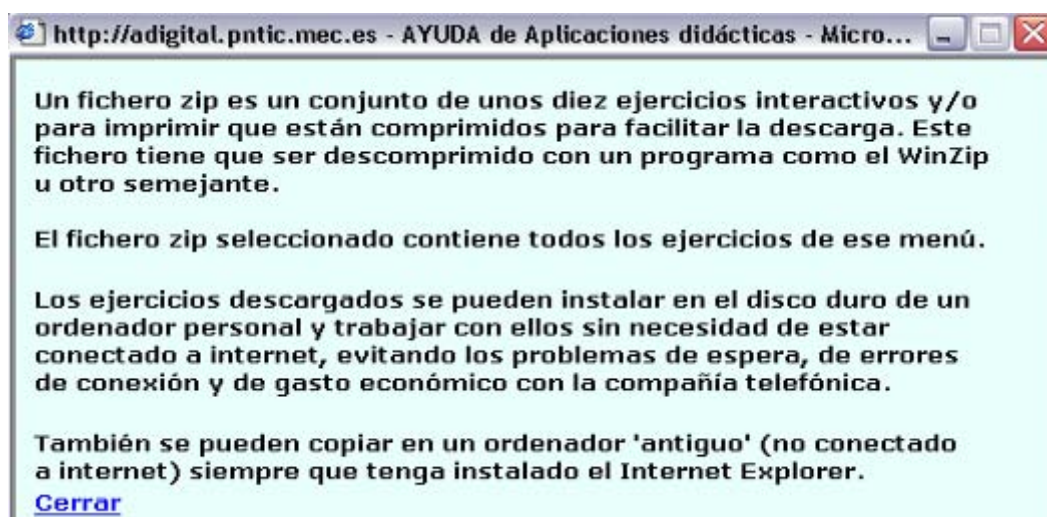 http://adigital.pntic.mec.es - AYUDA de Aplicaciones didácticas - Micro...
Un fichero zip es un conjunto de unos diez ejercicios interactivos y/o
para imprimir que están comprimidos para facilitar la descarga. Este
fichero tiene que ser descomprimido con un programa como el WinZip
u otro semejante.
El fichero zip seleccionado contiene todos los ejercicios de ese menú.
Los ejercicios descargados se pueden instalar en el disco duro de un
ordenador personal y trabajar con ellos sin necesidad de estar
conectado a internet, evitando los problemas de espera, de errores
de conexión y de gasto económico con la compañía telefónica.
También se pueden copiar en un ordenador 'antiguo' (no conectado
a internet) siempre que tenga instalado el Internet Explorer.
Cerrar